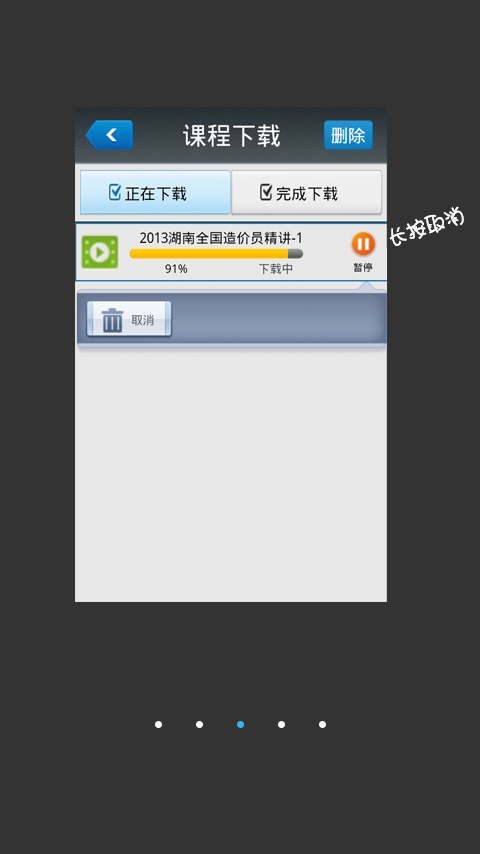 课程下载
删除
正在下载
完成下载
2013湖南全国造价员精讲-1
91%
下载中
暂停
长按取消
取消